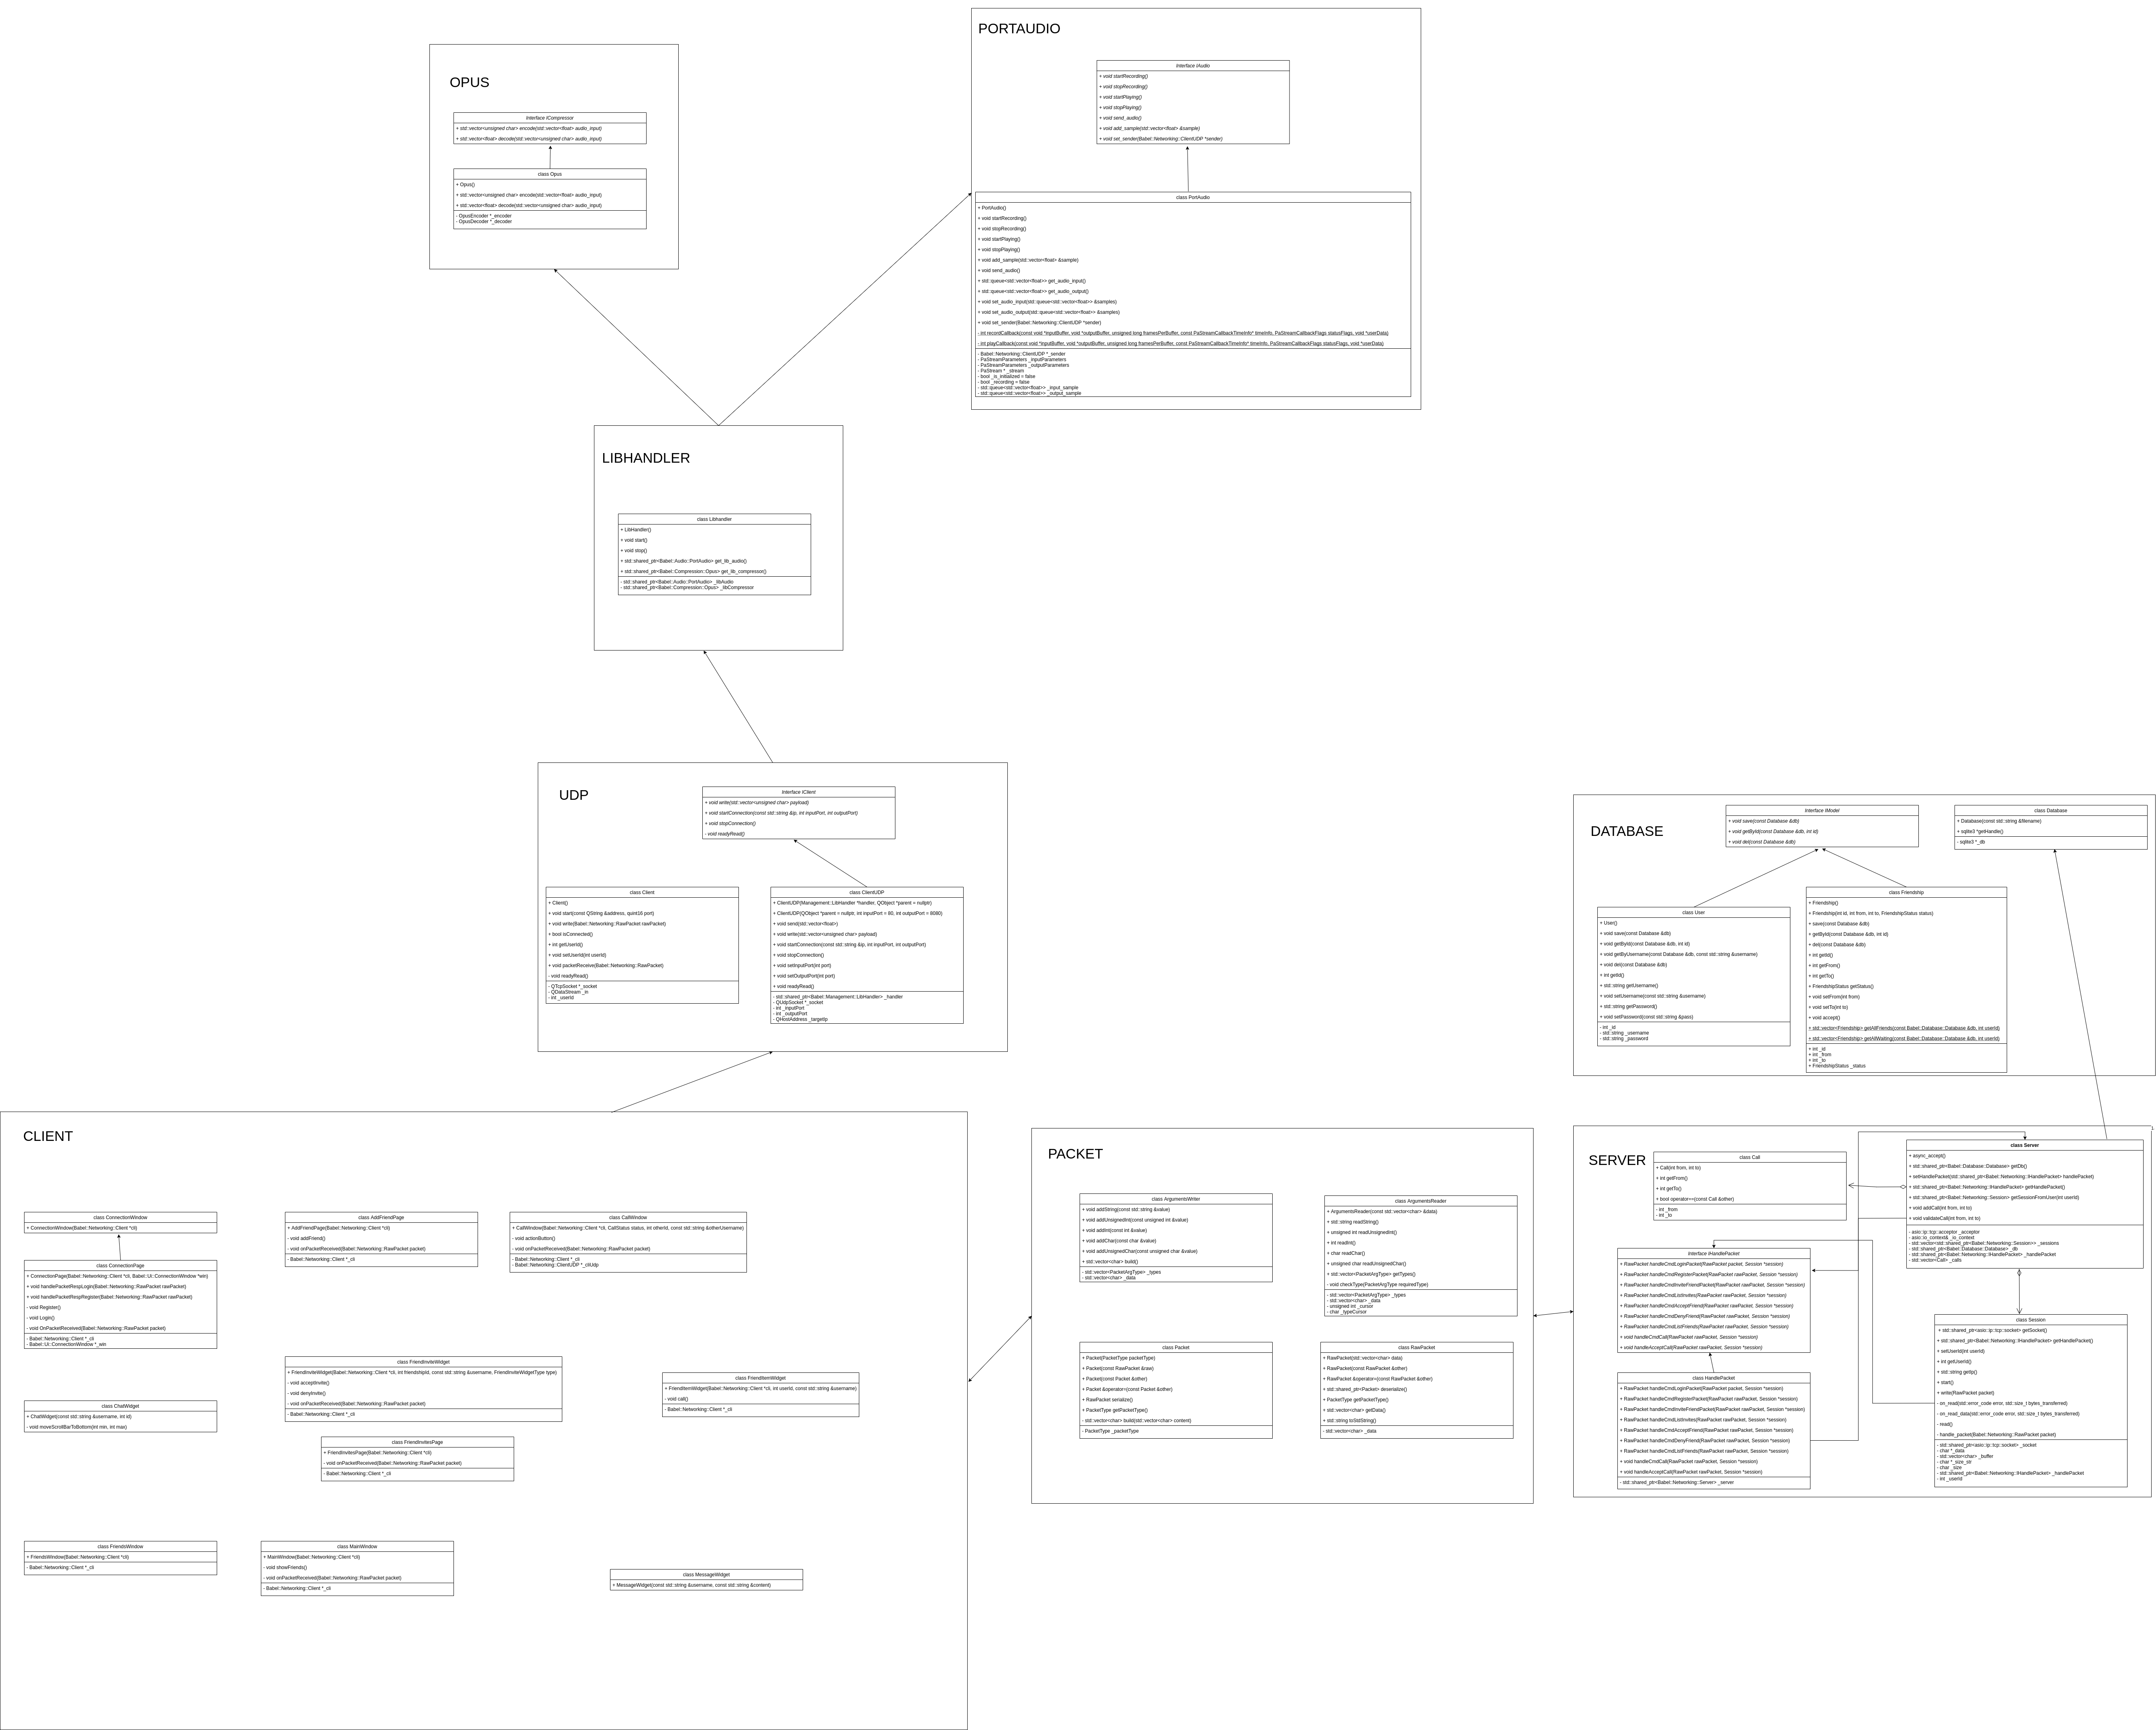 PORTAUDIO
Interface IAudio
+ void startRecording()
+ void stopRecording()
+ void startPlaying()
+ void stopPlaying()
+ void send_audio()
+ void add_sample(std::vector<float> &sample)
+ void set_sender(Babel::Networking::ClientUDP *sender)
class PortAudio
+ PortAudio()
+ void startRecording()
+ void stopRecording()
+ void startPlaying()
+ void stopPlaying()
+ void add_sample(std::vector<float> &sample)
+ void send_audio()
+ std::queue<std::vector<float>> get_audio_input()
+ std::queue<std::vector<float>> get_audio_output()
+ void set_audio_input(std::queue<std::vector<float>> &samples)
+ void set_audio_output(std::queue<std::vector<float>> &samples)
+ void set_sender(Babel::Networking::ClientUDP *sender)
- int recordCallback(const void *inputBuffer, void *outputBuffer, unsigned long framesPerBuffer, const PaStreamCallbackTimeInfo* timeInfo, PaStreamCallbackFlags statusFlags, void *userData)
- int playCallback(const void *inputBuffer, void *outputBuffer, unsigned long framesPerBuffer, const PaStreamCallbackTimeInfo* timeInfo, PaStreamCallbackFlags statusFlags, void *userData)
- Babel::Networking::ClientUDP *_sender
- PaStreamParameters _inputParameters
- PaStreamParameters _outputParameters
- PaStream * _stream
- bool _is_initialized = false
- bool _recording = false
- std::queue<std::vector<float>> _input_sample
- std::queue<std::vector<float>> _output_sample
OPUS
Interface ICompressor
+ std::vector<unsigned char> encode(std::vector<float> audio_input)
+ std::vector<float> decode(std::vector<unsigned char> audio_input)
class Opus
+ Opus()
+ std::vector<unsigned char> encode(std::vector<float> audio_input)
+ std::vector<float> decode(std::vector<unsigned char> audio_input)
- OpusEncoder *_encoder
- OpusDecoder *_decoder
LIBHANDLER
class Libhandler
+ LibHandler()
+ void start()
+ void stop()
+ std::shared_ptr<Babel::Audio::PortAudio> get_lib_audio()
+ std::shared_ptr<Babel::Compression::Opus> get_lib_compressor()
- std::shared_ptr<Babel::Audio::PortAudio> _libAudio
- std::shared_ptr<Babel::Compression::Opus> _libCompressor
UDP
Interface IClient
+ void write(std::vector<unsigned char> payload)
+ void startConnection(const std::string &ip, int inputPort, int outputPort)
+ void stopConnection()
- void readyRead()
class Client
+ Client()
+ void start(const QString &address, quint16 port)
+ void write(Babel::Networking::RawPacket rawPacket)
+ bool isConnected()
+ int getUserId()
+ void setUserId(int userId)
+ void packetReceive(Babel::Networking::RawPacket)
- void readyRead()
- QTcpSocket *_socket
- QDataStream _in
- int _userId
class ClientUDP
+ ClientUDP(Management::LibHandler *handler, QObject *parent = nullptr)
+ ClientUDP(QObject *parent = nullptr, int inputPort = 80, int outputPort = 8080)
+ void send(std::vector<float>)
+ void write(std::vector<unsigned char> payload)
+ void startConnection(const std::string &ip, int inputPort, int outputPort)
+ void stopConnection()
+ void setInputPort(int port)
+ void setOutputPort(int port)
+ void readyRead()
- std::shared_ptr<Babel::Management::LibHandler> _handler
- QUdpSocket *_socket
- int _inputPort
- int _outputPort
- QHostAddress _targetIp
DATABASE
Interface IModel
+ void save(const Database &db)
+ void getById(const Database &db, int id)
+ void del(const Database &db)
class Database
+ Database(const std::string &filename)
+ sqlite3 *getHandle()
- sqlite3 *_db
class User
+ User()
+ void save(const Database &db)
+ void getById(const Database &db, int id)
+ void getByUsername(const Database &db, const std::string &username)
+ void del(const Database &db)
+ int getId()
+ std::string getUsername()
+ void setUsername(const std::string &username)
+ std::string getPassword()
+ void setPassword(const std::string &pass)
- int _id
- std::string _username
- std::string _password
class Friendship
+ Friendship()
+ Friendship(int id, int from, int to, FriendshipStatus status)
+ save(const Database &db)
+ getById(const Database &db, int id)
+ del(const Database &db)
+ int getId()
+ int getFrom()
+ int getTo()
+ FriendshipStatus getStatus()
+ void setFrom(int from)
+ void setTo(int to)
+ void accept()
+ std::vector<Friendship> getAllFriends(const Babel::Database::Database &db, int userId)
+ std::vector<Friendship> getAllWaiting(const Babel::Database::Database &db, int userId)
+ int _id
+ int _from
+ int _to
+ FriendshipStatus _status
CLIENT
class ConnectionWindow
+ ConnectionWindow(Babel::Networking::Client *cli)
class ConnectionPage
+ ConnectionPage(Babel::Networking::Client *cli, Babel::UI::ConnectionWindow *win)
+ void handlePacketRespLogin(Babel::Networking::RawPacket rawPacket)
+ void handlePacketRespRegister(Babel::Networking::RawPacket rawPacket)
- void Register()
- void Login()
- void OnPacketReceived(Babel::Networking::RawPacket packet)
- Babel::Networking::Client *_cli
- Babel::Ui::ConnectionWindow *_win
class AddFriendPage
+ AddFriendPage(Babel::Networking::Client *cli)
- void addFriend()
- void onPacketReceived(Babel::Networking::RawPacket packet)
- Babel::Networking::Client *_cli
class CallWindow
+ CallWindow(Babel::Networking::Client *cli, CallStatus status, int otherId, const std::string &otherUsername)
- void actionButton()
- void onPacketReceived(Babel::Networking::RawPacket packet)
- Babel::Networking::Client *_cli
- Babel::Networking::ClientUDP *_cliUdp
class FriendInviteWidget
+ FriendInviteWidget(Babel::Networking::Client *cli, int friendshipId, const std::string &username, FriendInviteWidgetType type)
- void acceptInvite()
- void denyInvite()
- void onPacketReceived(Babel::Networking::RawPacket packet)
- Babel::Networking::Client *_cli
class FriendItemWidget
+ FriendItemWidget(Babel::Networking::Client *cli, int userId, const std::string &username)
- void call()
- Babel::Networking::Client *_cli
class ChatWidget
+ ChatWidget(const std::string &username, int id)
- void moveScrollBarToBottom(int min, int max)
class FriendInvitesPage
+ FriendInvitesPage(Babel::Networking::Client *cli)
- void onPacketReceived(Babel::Networking::RawPacket packet)
- Babel::Networking::Client *_cli
class FriendsWindow
+ FriendsWindow(Babel::Networking::Client *cli)
- Babel::Networking::Client *_cli
class MainWindow
+ MainWindow(Babel::Networking::Client *cli)
- void showFriends()
- void onPacketReceived(Babel::Networking::RawPacket packet)
- Babel::Networking::Client *_cli
class MessageWidget
+ MessageWidget(const std::string &username, const std::string &content)
PACKET
class ArgumentsWriter
+ void addString(const std::string &value)
+ void addUnsignedInt(const unsigned int &value)
+ void addInt(const int &value)
+ void addChar(const char &value)
+ void addUnsignedChar(const unsigned char &value)
+ std::vector<char> build()
- std::vector<PacketArgType> _types
- std::vector<char> _data
class ArgumentsReader
+ ArgumentsReader(const std::vector<char> &data)
+ std::string readString()
+ unsigned int readUnsignedInt()
+ int readInt()
+ char readChar()
+ unsigned char readUnsignedChar()
+ std::vector<PacketArgType> getTypes()
- void checkType(PacketArgType requiredType)
- std::vector<PacketArgType> _types
- std::vector<char> _data
- unsigned int _cursor
- char _typeCursor
class Packet
+ Packet(PacketType packetType)
+ Packet(const RawPacket &raw)
+ Packet(const Packet &other)
+ Packet &operator=(const Packet &other)
+ RawPacket serialize()
+ PacketType getPacketType()
- std::vector<char> build(std::vector<char> content)
- PacketType _packetType
class RawPacket
+ RawPacket(std::vector<char> data)
+ RawPacket(const RawPacket &other)
+ RawPacket &operator=(const RawPacket &other)
+ std::shared_ptr<Packet> deserialize()
+ PacketType getPacketType()
+ std::vector<char> getData()
+ std::string toStdString()
- std::vector<char> _data
SERVER
class Call
+ Call(int from, int to)
+ int getFrom()
+ int getTo()
+ bool operator==(const Call &other)
- int _from
- int _to
class Server
+ async_accept()
+ std::shared_ptr<Babel::Database::Database> getDb()
+ setHandlePacket(std::shared_ptr<Babel::Networking::IHandlePacket> handlePacket)
+ std::shared_ptr<Babel::Networking::IHandlePacket> getHandlePacket()
+ std::shared_ptr<Babel::Networking::Session> getSessionFromUser(int userId)
+ void addCall(int from, int to)
+ void validateCall(int from, int to)
- asio::ip::tcp::acceptor _acceptor
- asio::io_context& _io_context
- std::vector<std::shared_ptr<Babel::Networking::Session>> _sessions
- std::shared_ptr<Babel::Database::Database> _db
- std::shared_ptr<Babel::Networking::IHandlePacket> _handlePacket
- std::vector<Call> _calls
Interface IHandlePacket
+ RawPacket handleCmdLoginPacket(RawPacket packet, Session *session)
+ RawPacket handleCmdRegisterPacket(RawPacket rawPacket, Session *session)
+ RawPacket handleCmdInviteFriendPacket(RawPacket rawPacket, Session *session)
+ RawPacket handleCmdListInvites(RawPacket rawPacket, Session *session)
+ RawPacket handleCmdAcceptFriend(RawPacket rawPacket, Session *session)
+ RawPacket handleCmdDenyFriend(RawPacket rawPacket, Session *session)
+ RawPacket handleCmdListFriends(RawPacket rawPacket, Session *session)
+ void handleCmdCall(RawPacket rawPacket, Session *session)
+ void handleAcceptCall(RawPacket rawPacket, Session *session)
class HandlePacket
+ RawPacket handleCmdLoginPacket(RawPacket packet, Session *session)
+ RawPacket handleCmdRegisterPacket(RawPacket rawPacket, Session *session)
+ RawPacket handleCmdInviteFriendPacket(RawPacket rawPacket, Session *session)
+ RawPacket handleCmdListInvites(RawPacket rawPacket, Session *session)
+ RawPacket handleCmdAcceptFriend(RawPacket rawPacket, Session *session)
+ RawPacket handleCmdDenyFriend(RawPacket rawPacket, Session *session)
+ RawPacket handleCmdListFriends(RawPacket rawPacket, Session *session)
+ void handleCmdCall(RawPacket rawPacket, Session *session)
+ void handleAcceptCall(RawPacket rawPacket, Session *session)
- std::shared_ptr<Babel::Networking::Server> _server
class Session
+ std::shared_ptr<asio::ip::tcp::socket> getSocket()
+ std::shared_ptr<Babel::Networking::IHandlePacket> getHandlePacket()
+ setUserId(int userId)
+ int getUserId()
+ std::string getIp()
+ start()
+ write(RawPacket packet)
- on_read(std::error_code error, std::size_t bytes_transferred)
- on_read_data(std::error_code error, std::size_t bytes_transferred)
- read()
- handle_packet(Babel::Networking::RawPacket packet)
- std::shared_ptr<asio::ip::tcp::socket> _socket
- char *_data
- std::vector<char> _buffer
- char *_size_str
- char _size
- std::shared_ptr<Babel::Networking::IHandlePacket> _handlePacket
- int _userId